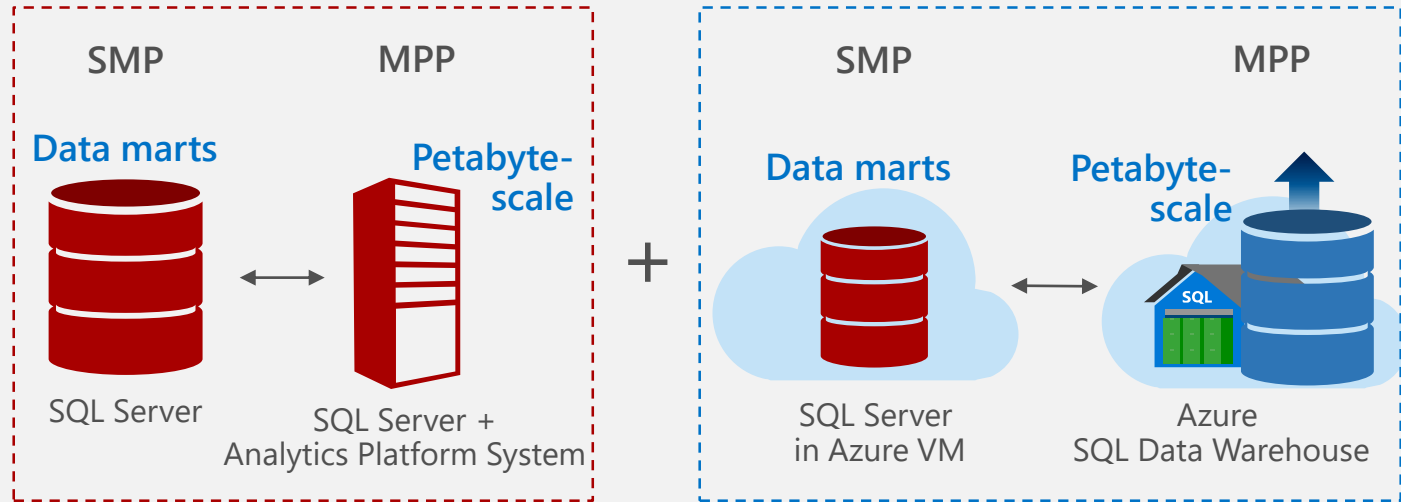 SMP
MPP
Data marts
Petabyte-
scale
SQL Server
SQL Server +
Analytics Platform System
+
SMP
MPP
Data marts
Petabyte-
scale
SQL
SQL Server
in Azure VM
Azure
SQL Data Warehouse